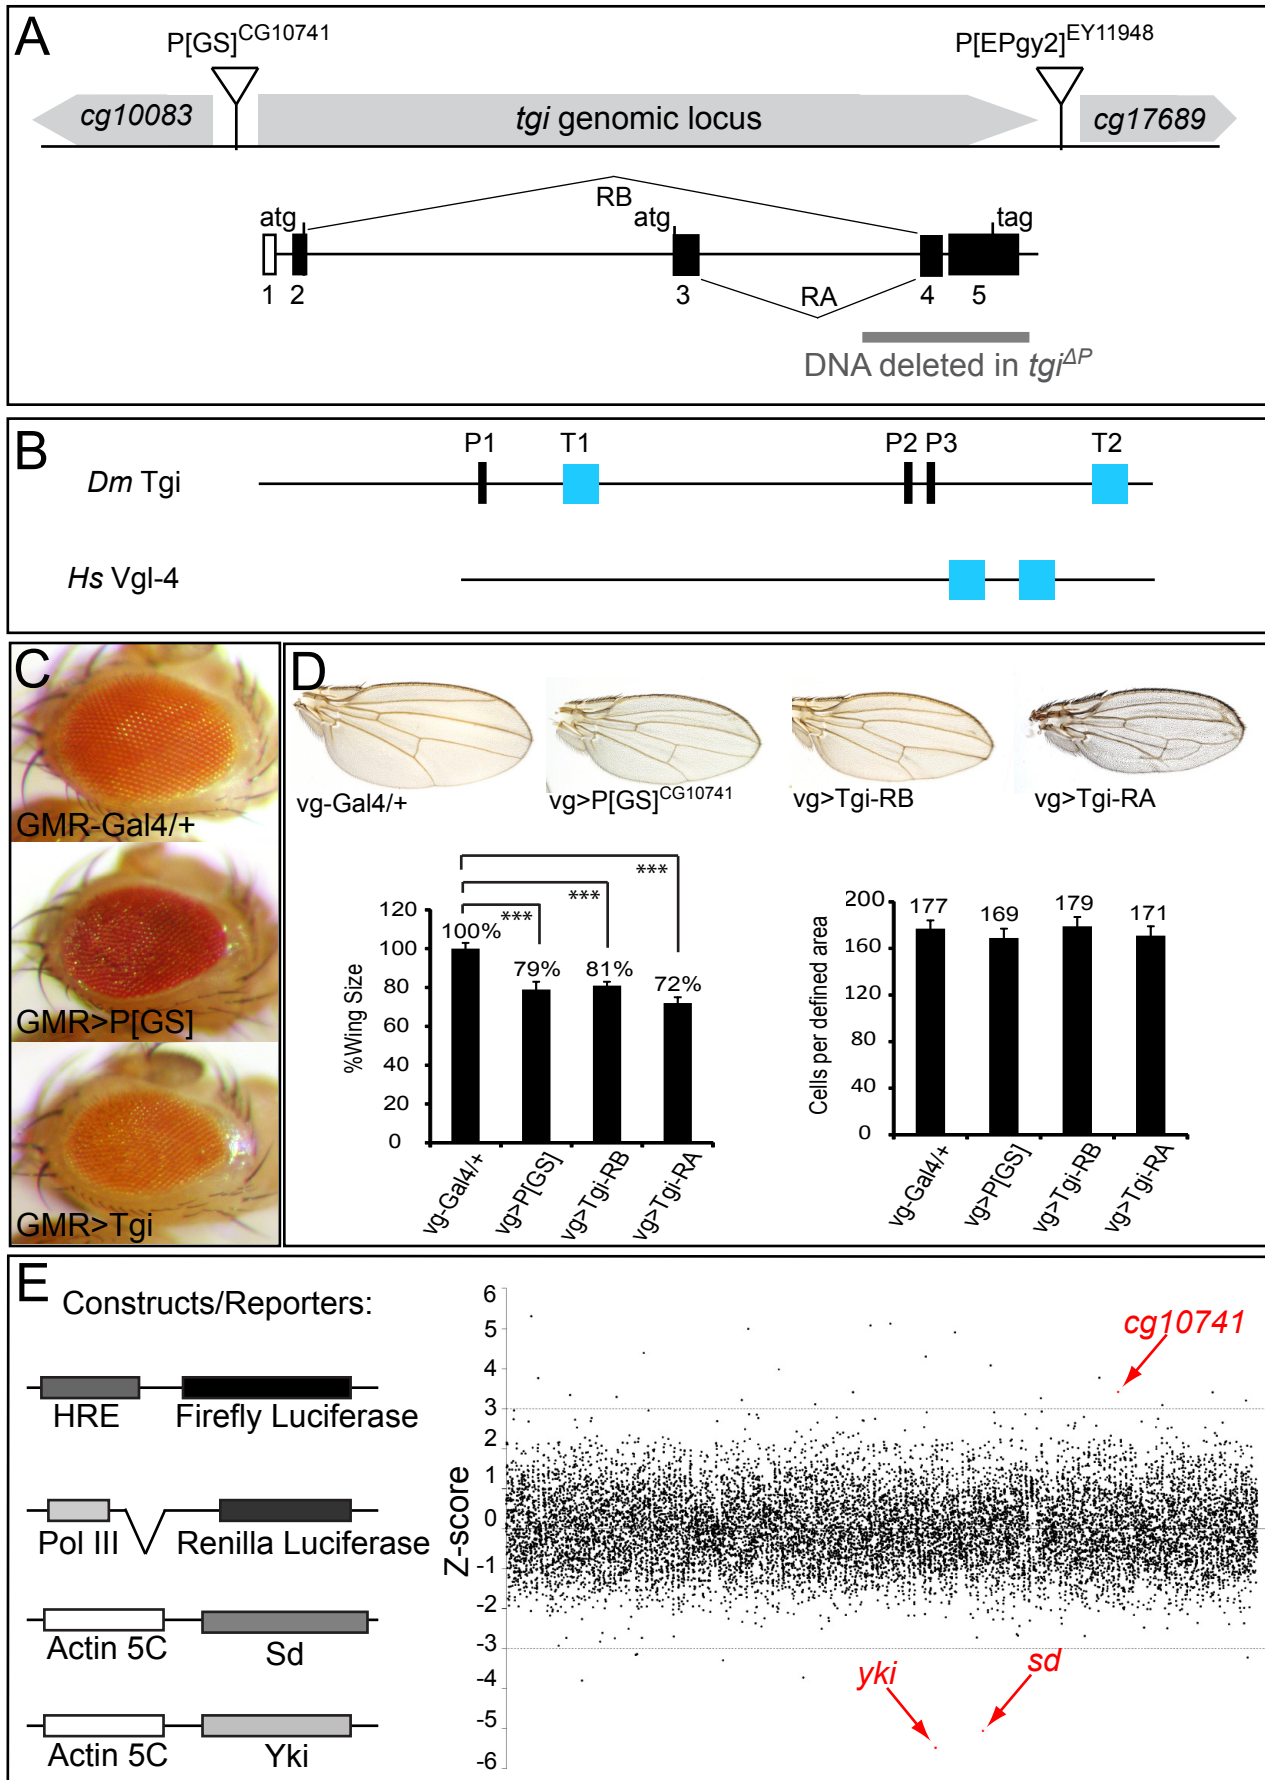 A
P[GS]CG10741
P[EPgy2]EY11948
cg10083
tgi genomic locus
cg17689
RB
atg
atg
tag
1
2
3
RA
4
5
DNA deleted in tgiΔP
B
P1
T1
P2
P3
T2
Dm Tgi
Hs Vgl-4
C
GMR-Gal4/+
GMR>P[GS]
GMR>Tgi
D
vg-Gal4/+
vg>P[GS]CG10741
vg>Tgi-RB
vg>Tgi-RA
%Wing Size
120
100
80
60
40
20
0
100%
79%
81%
72%
***
***
***
vg-Gal4/+
vg>P[GS]
vg>Tgi-RB
vg>Tgi-RA
Cells per defined area
200
160
120
80
40
0
177
169
179
171
vg-Gal4/+
vg>P[GS]
vg>Tgi-RB
vg>Tgi-RA
E
Constructs/Reporters:
HRE
Firefly Luciferase
Pol III
Renilla Luciferase
Actin 5C
Sd
Actin 5C
Yki
Z-score
6
5
4
3
2
1
0
-1
-2
-3
-4
-5
-6
cg10741
yki
sd